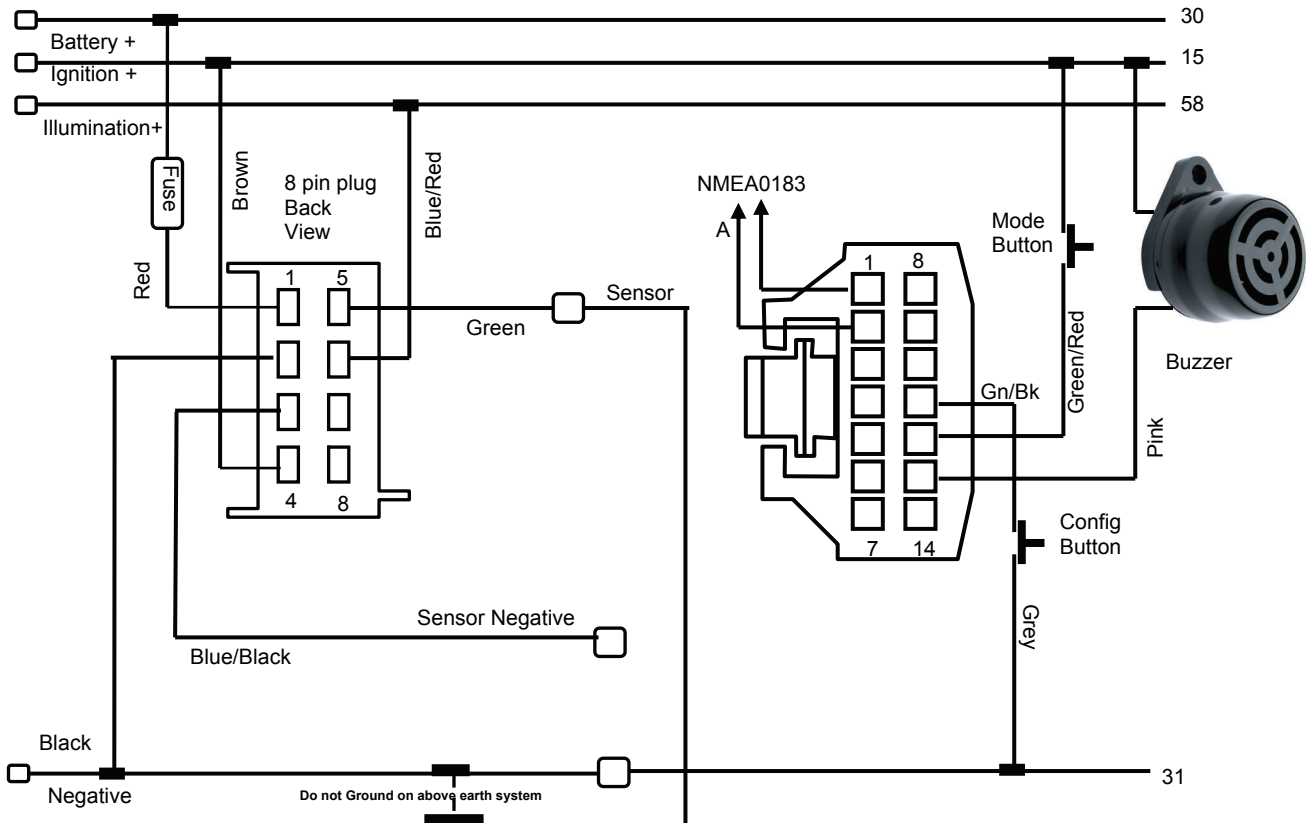 30
Battery +
15
Ignition +
58
Illumination+
Fuse
Brown
8 pin plug
Back
View
Blue/Red
NMEA0183
A
Mode
Button
Red
1 5
Sensor
Green
1 8
Green/Red
Buzzer
Gn/Bk
Pink
4 8
7 14
Config
Button
Sensor Negative
Grey
Blue/Black
Black
31
Negative
Do not Ground on above earth system